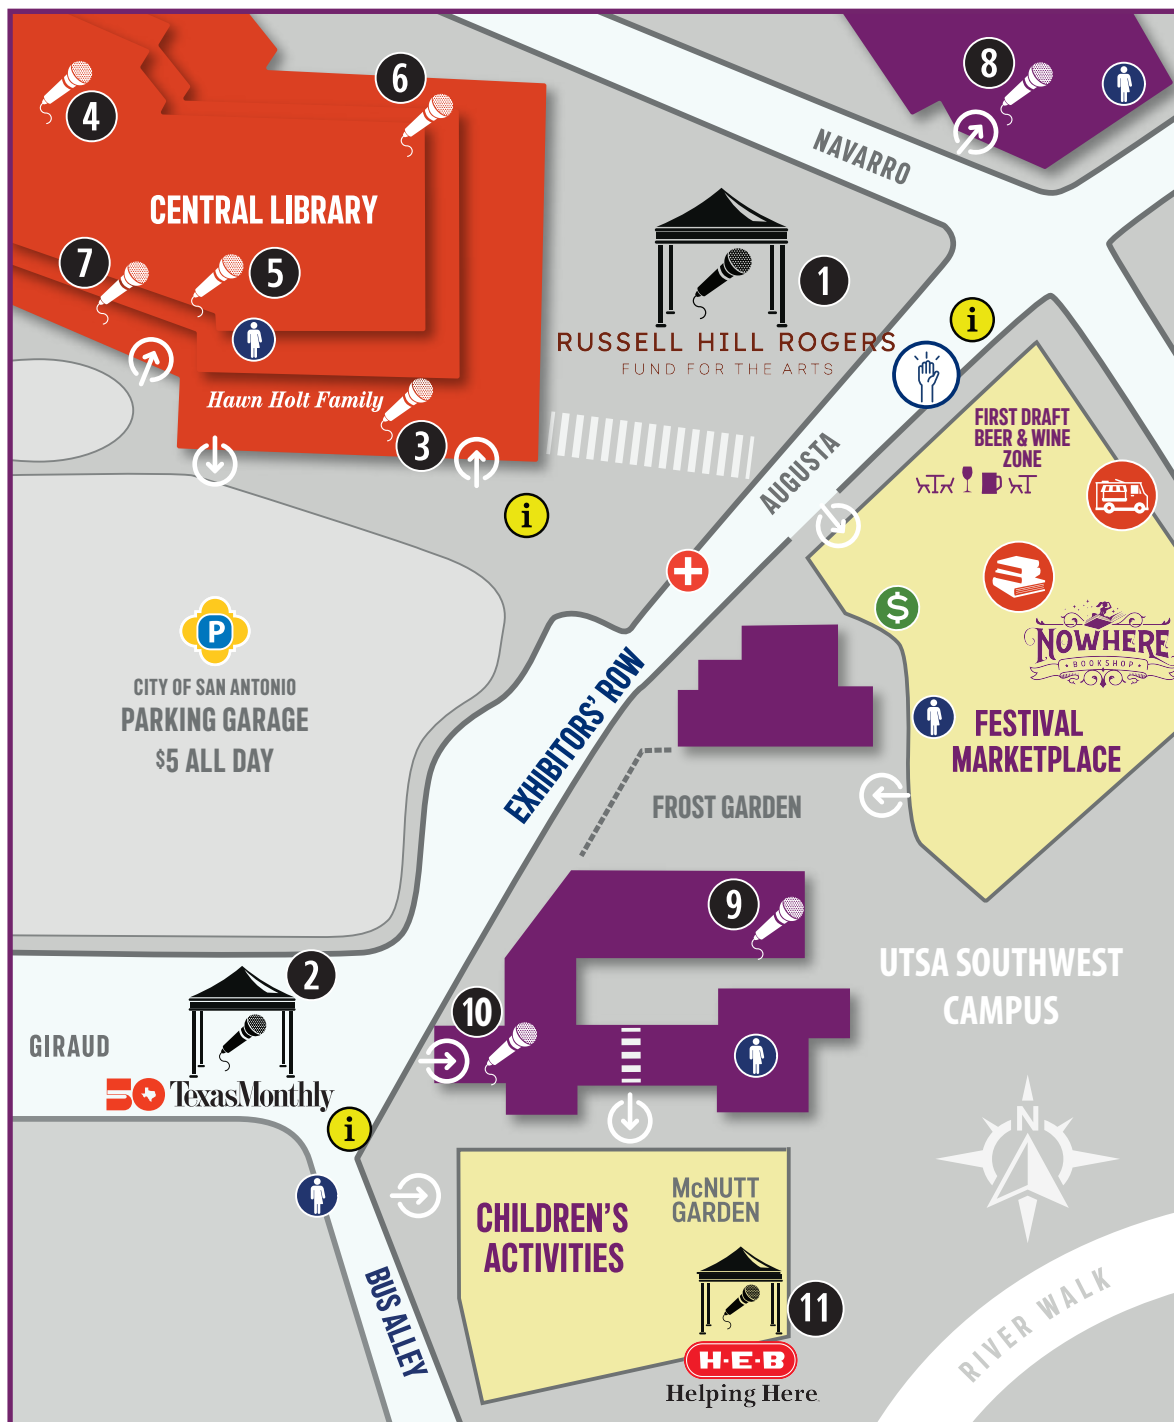 6
8
4
NAVARRO
CENTRAL LIBRARY
7
5
1
RUSSELL HILL ROGERS
FUND FOR THE ARTS
i
Hawn Holt Family
3
FIRST DRAFT
BEER & WINE
ZONE
AUGUSTA
i
$
NOWHERE
BOOKSHOP
P
CITY OF SAN ANTONIO
PARKING GARAGE
$5 ALL DAY
EXHIBITORS' ROW
FESTIVAL
MARKETPLACE
FROST GARDEN
9
UTSA SOUTHWEST
CAMPUS
2
10
GIRAUD
50 TexasMonthly
i
N
McNUTT
GARDEN
CHILDREN'S
ACTIVITIES
BUS ALLEY
11
H-E-B
Helping Here
RIVER WALK